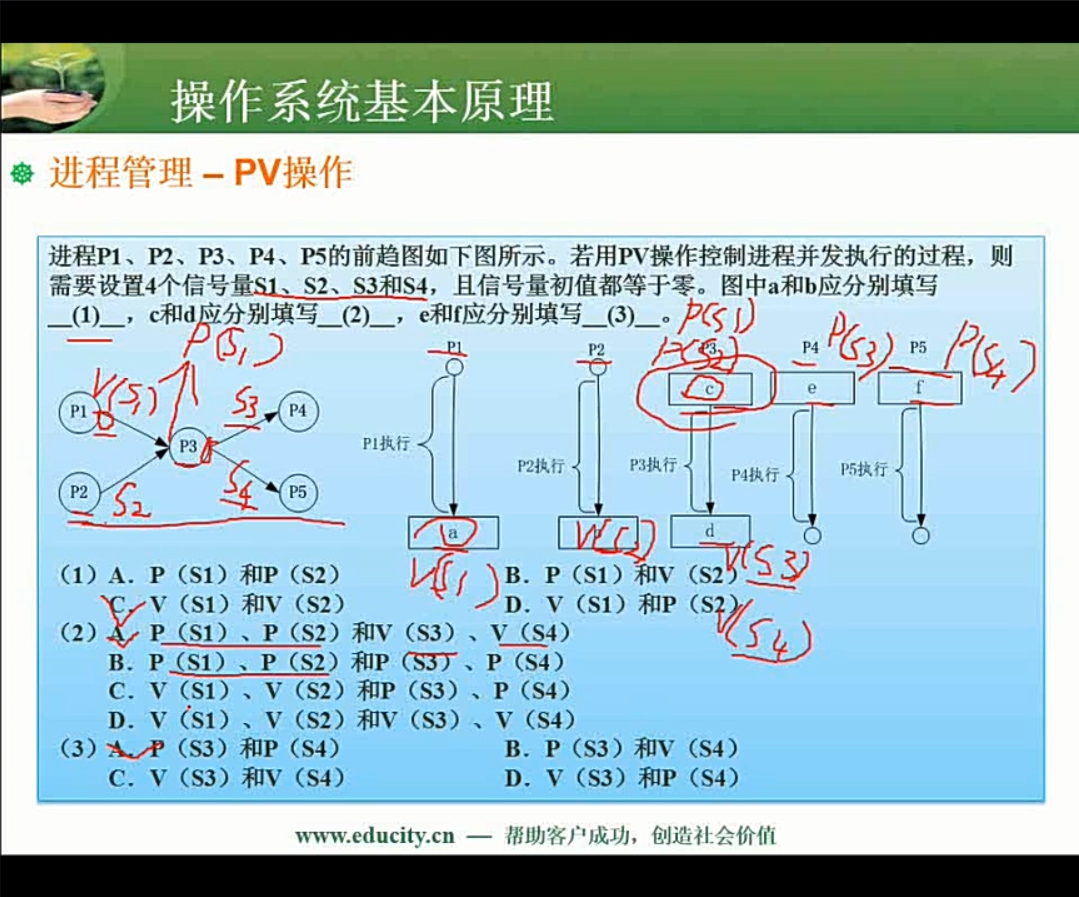 操作系统基本原理
进程管理 – PV操作
进程P1、P2、P3、P4、P5的前趋图如下图所示。若用PV操作控制进程并发执行的过程，则
需要设置4个信号量S1、S2、S3和S4，且信号量初值都等于零。图中a和b应分别填写
__(1)__，c和d应分别填写__(2)__，e和f应分别填写__(3)__。
P(S1)
P(S1)
P(S2)
P(S3)
P(S4)
P1
P2
P3
P4
P5
c
e
f
V(S1)
P1
S3
P4
P3
P2
S2
S4
P5
P1执行
P2执行
P3执行
P4执行
P5执行
a
V(S2)
d
V(S1)
V(S3)
V(S4)
（1）A．P（S1）和P（S2）
B．P（S1）和V（S2）
C．V（S1）和V（S2）
D．V（S1）和P（S2）
（2）A．P（S1）、P（S2）和V（S3）、V（S4）
B．P（S1）、P（S2）和P（S3）、P（S4）
C．V（S1）、V（S2）和P（S3）、P（S4）
D．V（S1）、V（S2）和V（S3）、V（S4）
（3）A．P（S3）和P（S4）
B．P（S3）和V（S4）
C．V（S3）和V（S4）
D．V（S3）和P（S4）
www.educity.cn — 帮助客户成功，创造社会价值